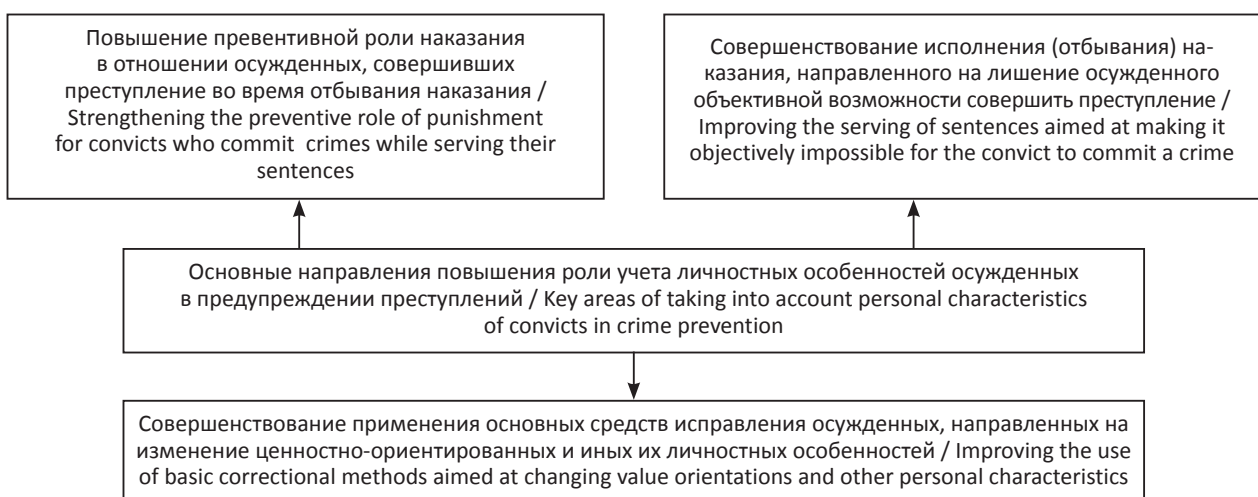 Повышение превентивной роли наказания
в отношении осужденных, совершивших
преступление во время отбывания наказания /
Strengthening the preventive role of punishment
for convicts who commit crimes while serving their
sentences
Совершенствование исполнения (отбывания) на-
казания, направленного на лишение осужденного
объективной возможности совершить преступление /
Improving the serving of sentences aimed at making it
objectively impossible for the convict to commit a crime
Основные направления повышения роли учета личностных особенностей осужденных
в предупреждении преступлений / Key areas of taking into account personal characteristics
of convicts in crime prevention
Совершенствование применения основных средств исправления осужденных, направленных на
изменение ценностно-ориентированных и иных их личностных особенностей / Improving the use
of basic correctional methods aimed at changing value orientations and other personal characteristics